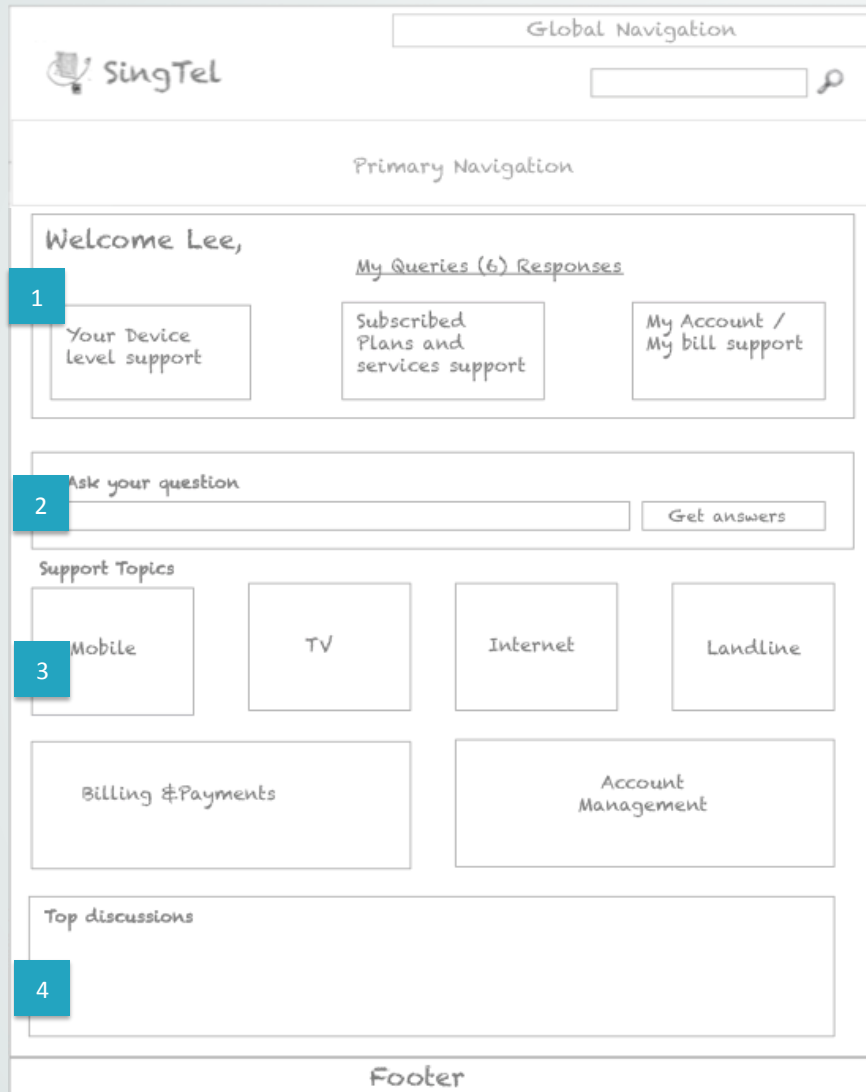 Global Navigation
SingTel
Primary Navigation
Welcome Lee,
My Queries (6) Responses
1
Your Device
level support
Subscribed
Plans and
services support
My Account /
My bill support
Ask your question
2
Get answers
Support Topics
Mobile
TV
Internet
Landline
3
Billing &Payments
Account
Management
Top discussions
4
Footer